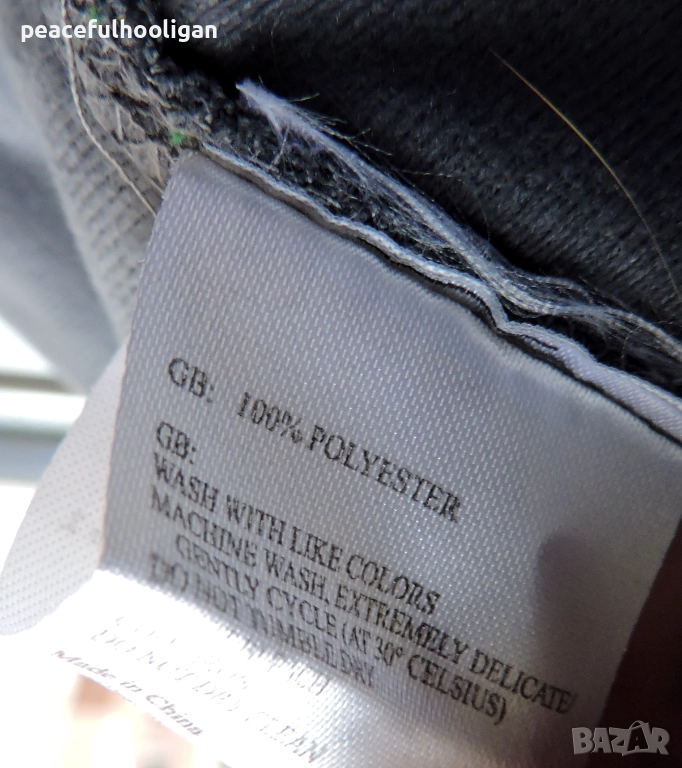 peacefulhooligan
GB: 100% POLYESTER
GB:
WASH WITH LIKE COLORS
MACHINE WASH, EXTREMELY DELICATE/
GENTLY CYCLE (AT 30° CELSIUS)
DO NOT TUMBLE DRY
DO NOT DRY CLEAN
Made in China
BAZAR